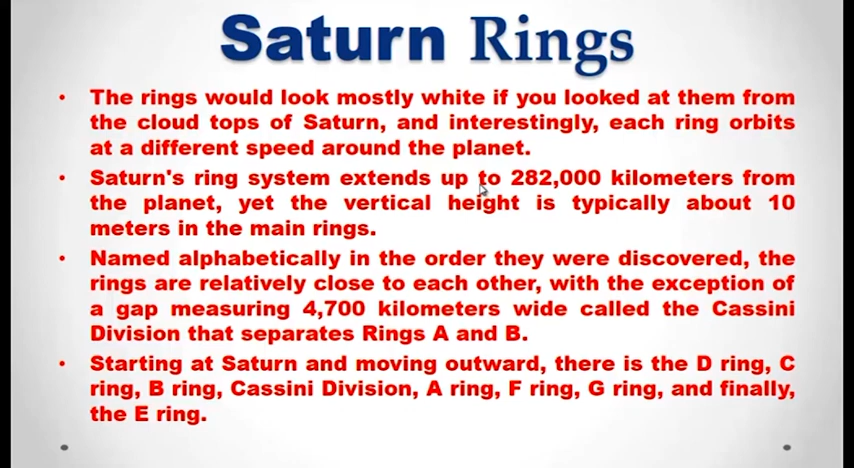 Saturn Rings
• The rings would look mostly white if you looked at them from
the cloud tops of Saturn, and interestingly, each ring orbits
at a different speed around the planet.
• Saturn's ring system extends up to 282,000 kilometers from
the planet, yet the vertical height is typically about 10
meters in the main rings.
• Named alphabetically in the order they were discovered, the
rings are relatively close to each other, with the exception of
a gap measuring 4,700 kilometers wide called the Cassini
Division that separates Rings A and B.
• Starting at Saturn and moving outward, there is the D ring, C
ring, B ring, Cassini Division, A ring, F ring, G ring, and finally,
the E ring.